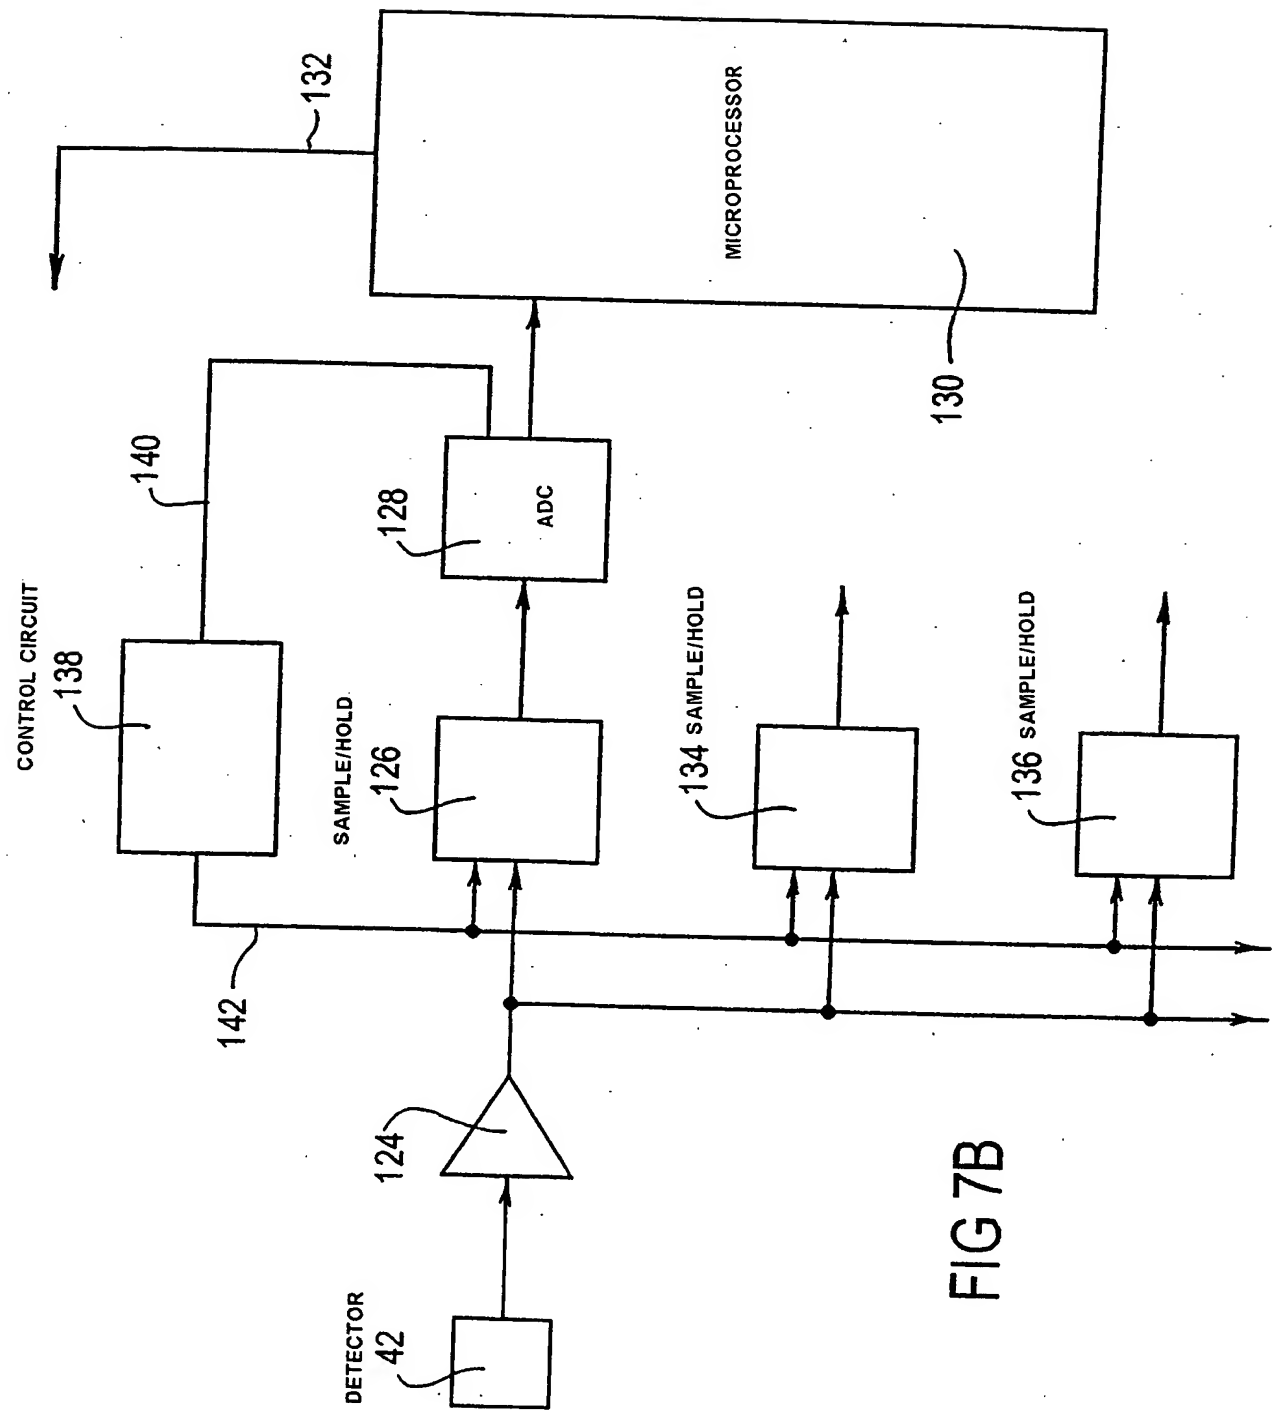 CONTROL CIRCUIT
138
140
132
142
SAMPLE/HOLD
126
128
ADC
MICROPROCESSOR
130
DETECTOR
42
124
134 SAMPLE/HOLD
136 SAMPLE/HOLD
FIG 7B